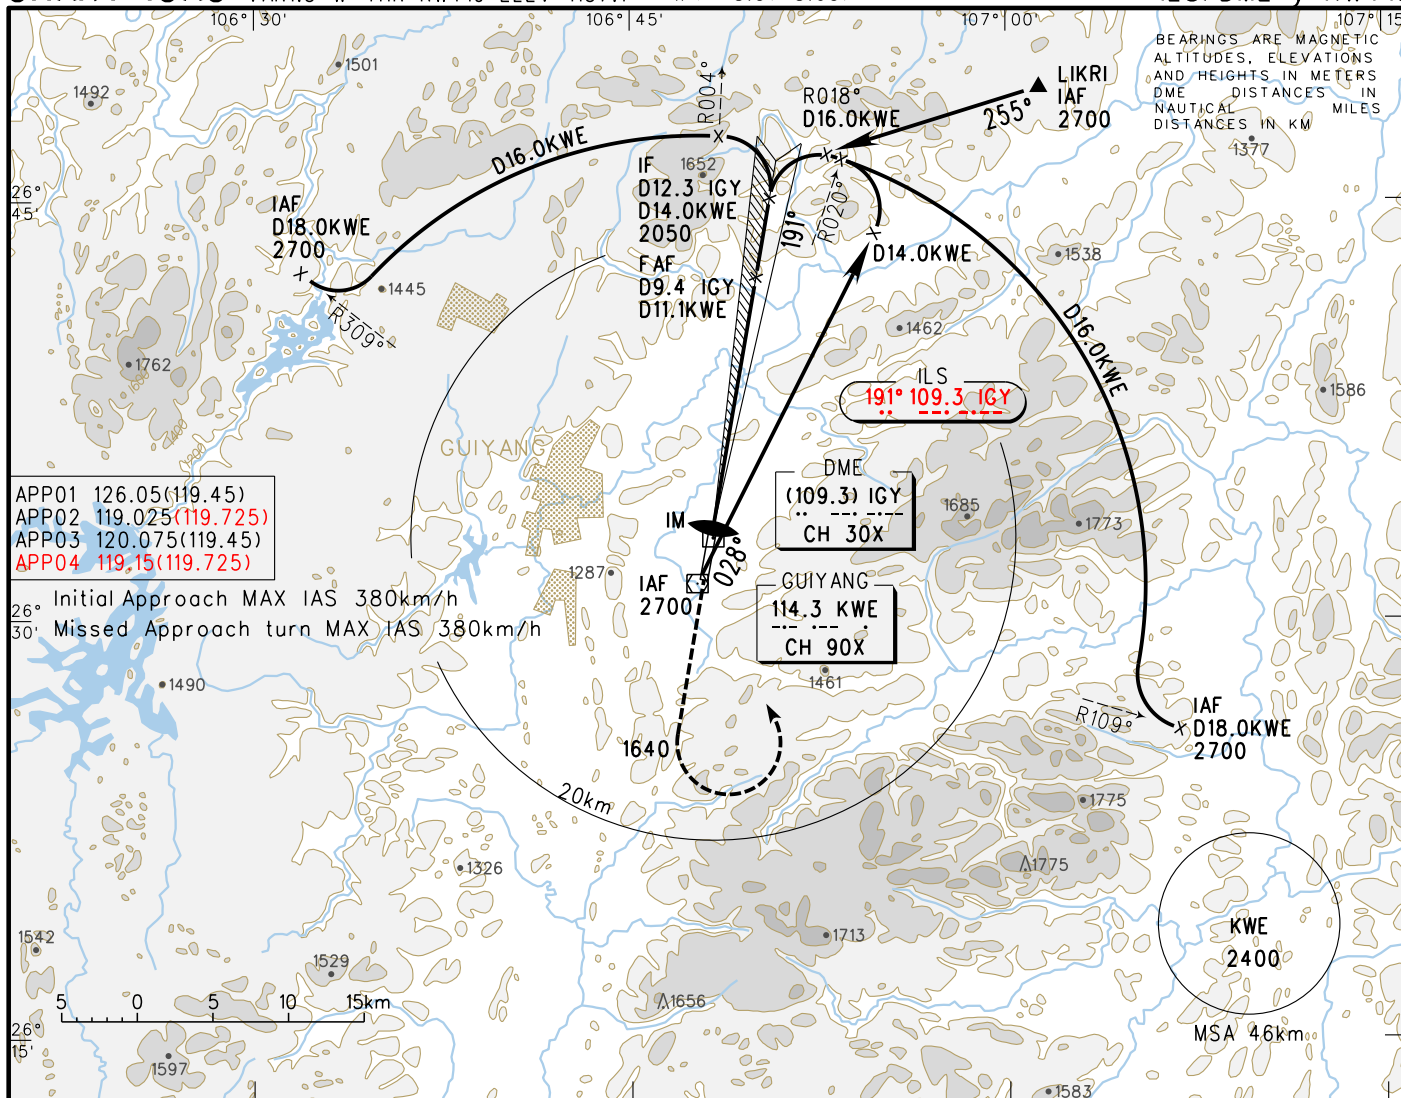 106° 30'
106° 45'
107° 00'
107° 15'
BEARINGS ARE MAGNETIC
ALTITUDES, ELEVATIONS
AND HEIGHTS IN METERS
DME DISTANCES IN
NAUTICAL MILES
DISTANCES IN KM
1501
1492
R004°
R018°
D16.0KWE
255°
LIKRI
IAF
2700
1377
D16.0KWE
IF
D12.3 IGY
D14.0KWE
2050
1652
191°
R020°
26°
45'
IAF
D18.0KWE
2700
D14.0KWE
1538
FAF
D9.4 IGY
D11.1KWE
1445
R309°
D16.0KWE
1462
1762
1600
1400
1200
ILS
191° 109.3 IGY
1586
GUIYANG
DME
(109.3) IGY
CH 30X
1685
1773
APP01 126.05(119.45)
APP02 119.025(119.725)
APP03 120.075(119.45)
APP04 119.15(119.725)
IM
028°
1287
IAF
2700
GUIYANG
114.3 KWE
CH 90X
Initial Approach MAX IAS 380km/h
Missed Approach turn MAX IAS 380km/h
26°
30'
1490
1461
R109°
IAF
D18.0KWE
2700
1640
20km
1775
1326
1775
1713
KWE
2400
MSA 46km
1542
1529
1656
5 0 5 10 15km
26°
15'
1597
1583